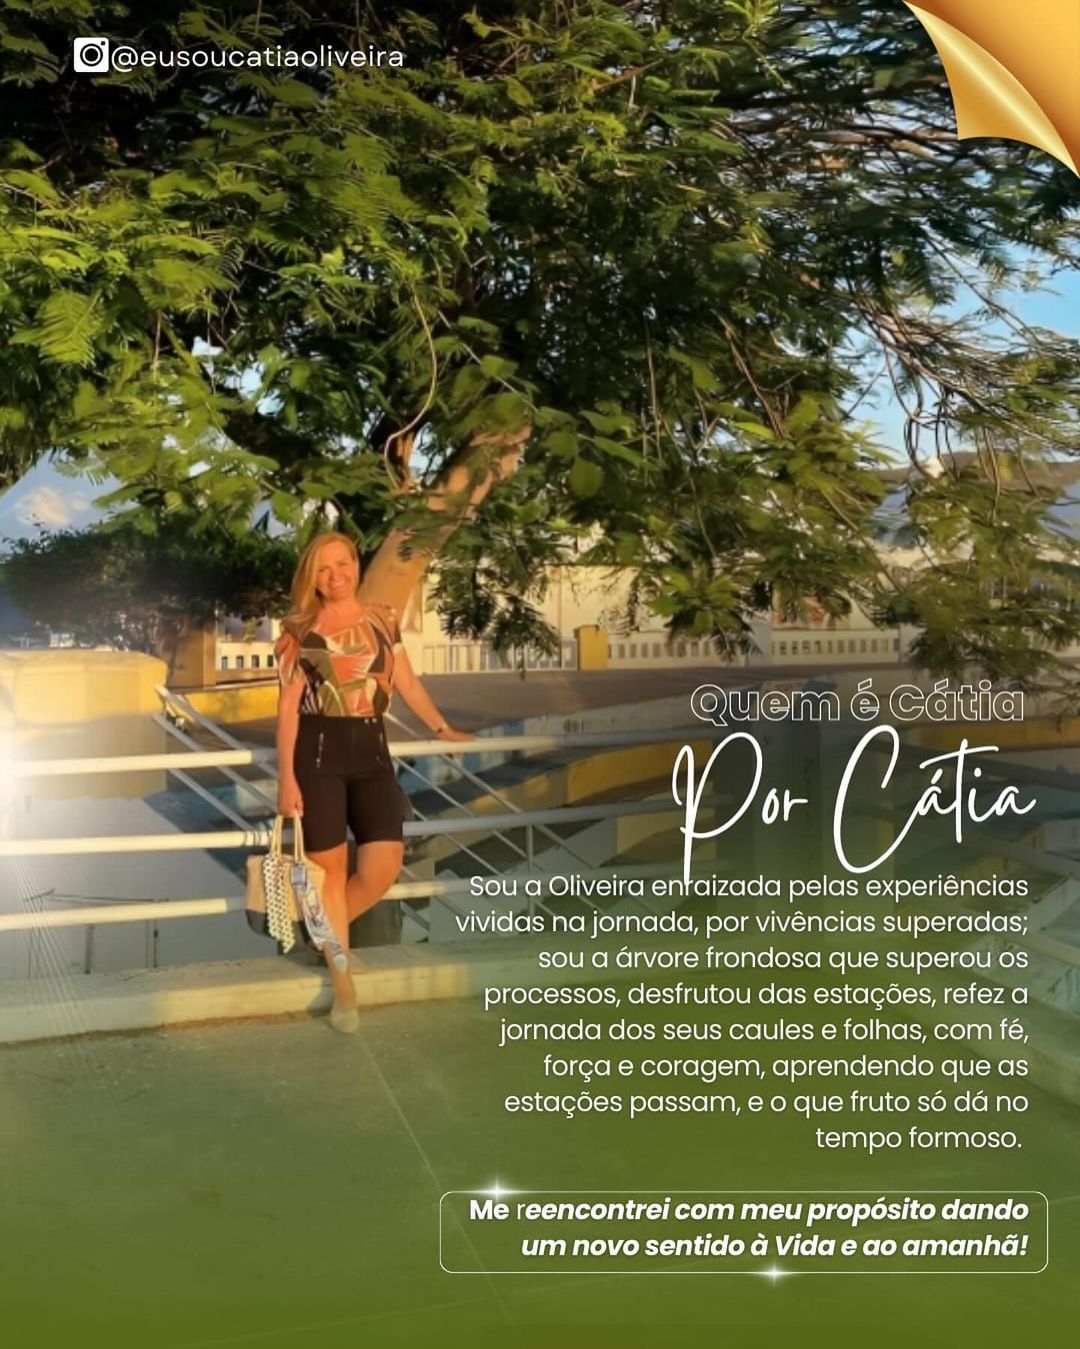 @eusoucatiaoliveira
Quem é Cátia
Por Cátia
Sou a Oliveira enraizada pelas experiências
vividas na jornada, por vivências superadas;
sou a árvore frondosa que superou os
processos, desfrutou das estações, refez a
jornada dos seus caules e folhas, com fé,
força e coragem, aprendendo que as
estações passam, e o que fruto só dá no
tempo formoso.
Me reencontrei com meu propósito dando
um novo sentido à Vida e ao amanhã!